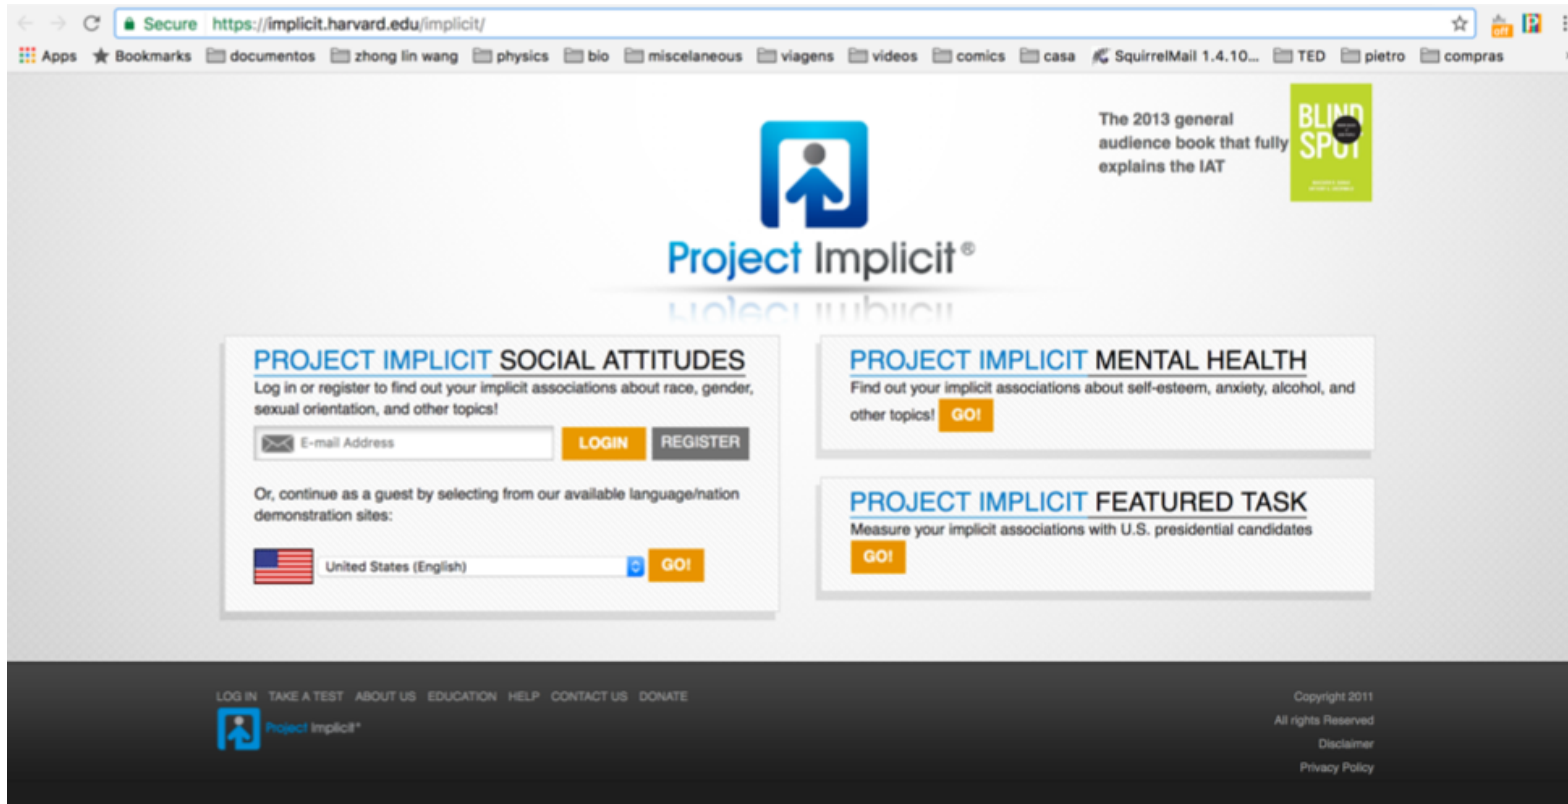 Secure https://implicit.harvard.edu/implicit/
off
Apps Bookmarks documentos zhong lin wang physics bio miscelaneous viagens videos comics casa SquirrelMail 1.4.10... TED pietro compras
The 2013 general
audience book that fully
explains the IAT
BLIND
SPOT
Project Implicit®
PROJECT IMPLICIT SOCIAL ATTITUDES
Log in or register to find out your implicit associations about race, gender,
sexual orientation, and other topics!
E-mail Address LOGIN REGISTER
Or, continue as a guest by selecting from our available language/nation
demonstration sites:
United States (English) GO!
PROJECT IMPLICIT MENTAL HEALTH
Find out your implicit associations about self-esteem, anxiety, alcohol, and
other topics! GO!
PROJECT IMPLICIT FEATURED TASK
Measure your implicit associations with U.S. presidential candidates
GO!
LOG IN TAKE A TEST ABOUT US EDUCATION HELP CONTACT US DONATE
Project Implicit®
Copyright 2011
All rights Reserved
Disclaimer
Privacy Policy